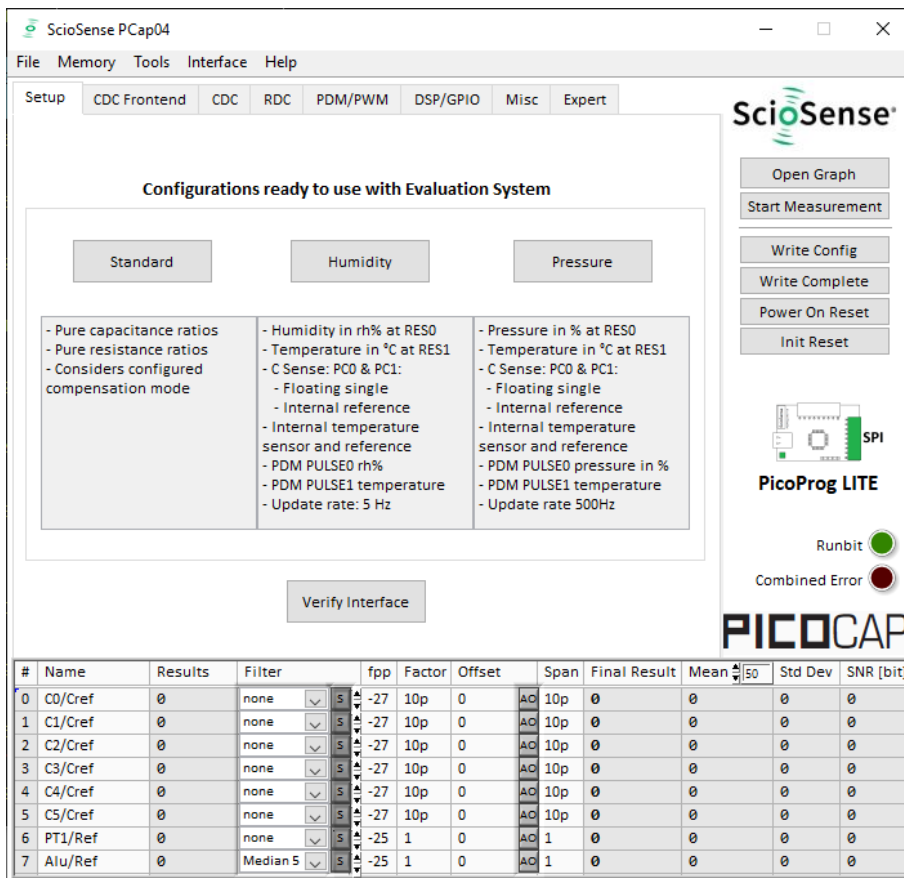 ScioSense PCap04
File Memory Tools Interface Help
Setup CDC Frontend CDC RDC PDM/PWM DSP/GPIO Misc Expert
ScioSense
Configurations ready to use with Evaluation System
Standard Humidity Pressure
- Pure capacitance ratios
- Pure resistance ratios
- Considers configured
compensation mode
- Humidity in rh% at RES0
- Temperature in °C at RES1
- C Sense: PC0 & PC1:
- Floating single
- Internal reference
- Internal temperature
sensor and reference
- PDM PULSE0 rh%
- PDM PULSE1 temperature
- Update rate: 5 Hz
- Pressure in % at RES0
- Temperature in °C at RES1
- C Sense: PC0 & PC1:
- Floating single
- Internal reference
- Internal temperature
sensor and reference
- PDM PULSE0 pressure in %
- PDM PULSE1 temperature
- Update rate 500Hz
Verify Interface
Open Graph
Start Measurement
Write Config
Write Complete
Power On Reset
Init Reset
SPI
PicoProg LITE
Runbit
Combined Error
PICOCAP
# Name Results Filter fpp Factor Offset Span Final Result Mean 50 Std Dev SNR [bit]
0 C0/Cref 0 none S -27 10p 0 AO 10p 0 0 0 0
1 C1/Cref 0 none S -27 10p 0 AO 10p 0 0 0 0
2 C2/Cref 0 none S -27 10p 0 AO 10p 0 0 0 0
3 C3/Cref 0 none S -27 10p 0 AO 10p 0 0 0 0
4 C4/Cref 0 none S -27 10p 0 AO 10p 0 0 0 0
5 C5/Cref 0 none S -27 10p 0 AO 10p 0 0 0 0
6 PT1/Ref 0 none S -25 1 0 AO 1 0 0 0 0
7 Alu/Ref 0 Median 5 S -25 1 0 AO 1 0 0 0 0